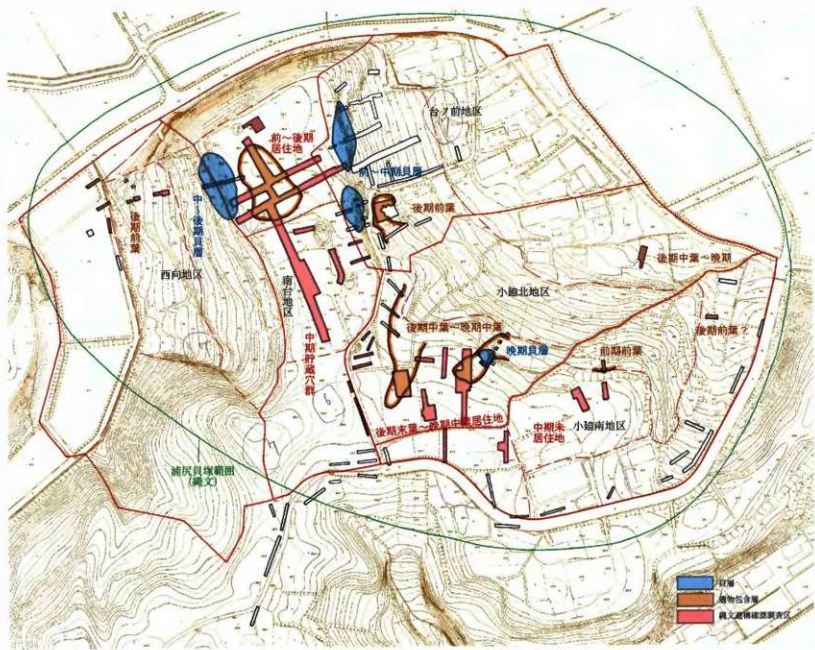 台ノ前地区
前～後期
居住地
前～中期貝層
後期前葉
中～後期貝層
後期前葉
西向地区
南台地区
後期中葉～晩期
小廹北地区
後期中葉～晩期中葉
後期前葉？
晩期貝層
前期前葉
中期貯蔵穴群
後期末葉～晩期中葉居住地
中期末
居住地
小廹南地区
浦尻貝塚範囲
(縄文)
貝層
遺物包含層
縄文遺構確認調査区